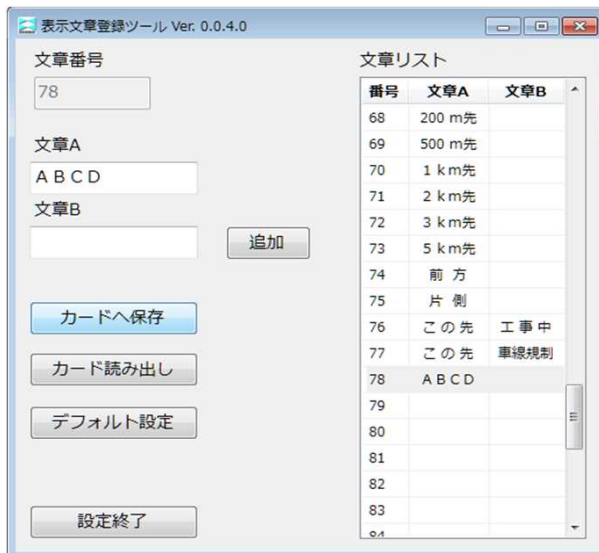 表示文章登録ツール Ver. 0.0.4.0
文章番号
78
文章A
ＡＢＣＤ
文章B
追加
カードへ保存
カード読み出し
デフォルト設定
設定終了
文章リスト
番号 文章A 文章B
68 200 m先
69 500 m先
70 1 km先
71 2 km先
72 3 km先
73 5 km先
74 前 方
75 片 側
76 この先 工事中
77 この先 車線規制
78 ＡＢＣＤ
79
80
81
82
83
84